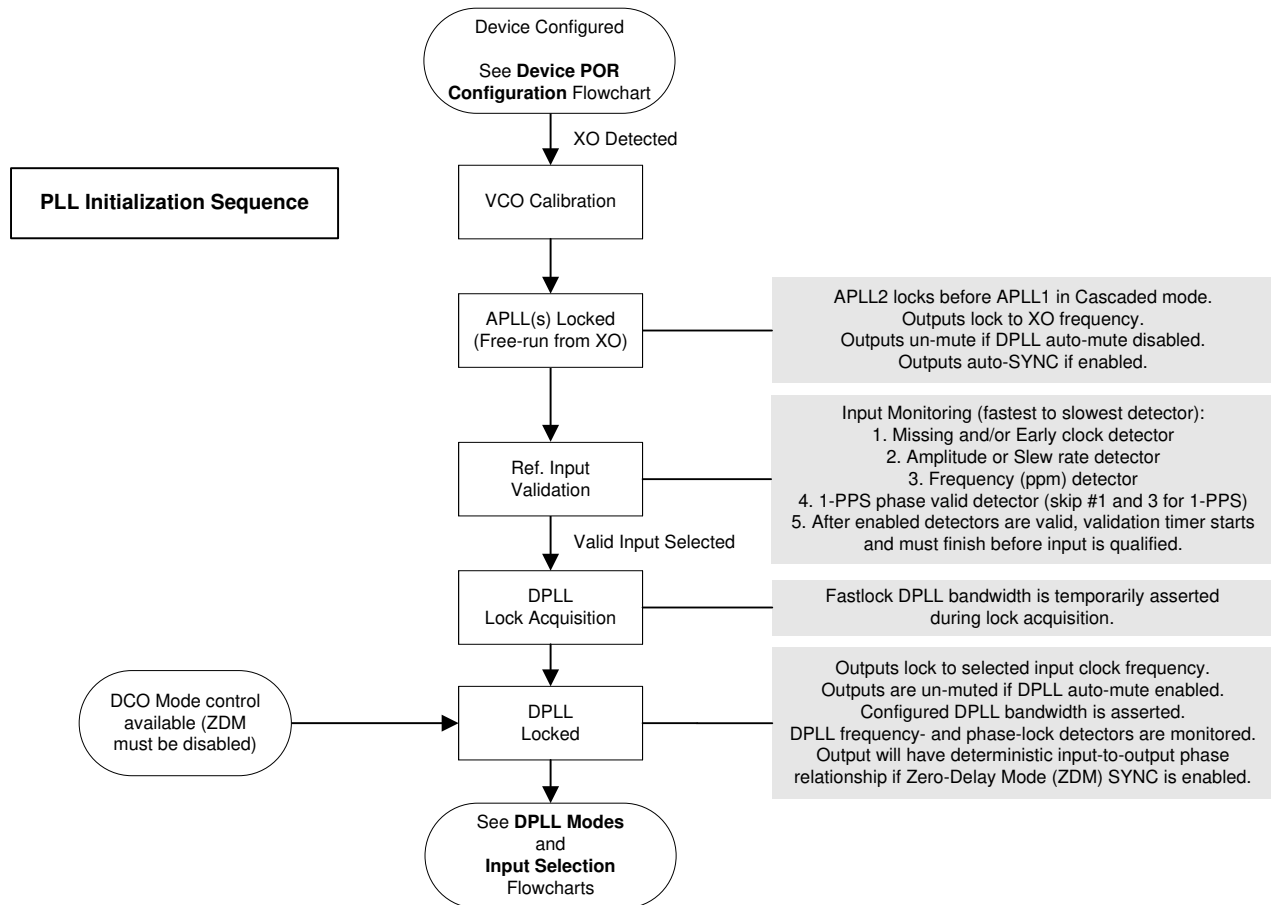 Device Configured
See Device POR
Configuration Flowchart
XO Detected
PLL Initialization Sequence
VCO Calibration
APLL(s) Locked
(Free-run from XO)
APLL2 locks before APLL1 in Cascaded mode.
Outputs lock to XO frequency.
Outputs un-mute if DPLL auto-mute disabled.
Outputs auto-SYNC if enabled.
Ref. Input
Validation
Input Monitoring (fastest to slowest detector):
1. Missing and/or Early clock detector
2. Amplitude or Slew rate detector
3. Frequency (ppm) detector
4. 1-PPS phase valid detector (skip #1 and 3 for 1-PPS)
5. After enabled detectors are valid, validation timer starts
and must finish before input is qualified.
Valid Input Selected
DPLL
Lock Acquisition
Fastlock DPLL bandwidth is temporarily asserted
during lock acquisition.
DCO Mode control
available (ZDM
must be disabled)
DPLL
Locked
Outputs lock to selected input clock frequency.
Outputs are un-muted if DPLL auto-mute enabled.
Configured DPLL bandwidth is asserted.
DPLL frequency- and phase-lock detectors are monitored.
Output will have deterministic input-to-output phase
relationship if Zero-Delay Mode (ZDM) SYNC is enabled.
See DPLL Modes
and
Input Selection
Flowcharts